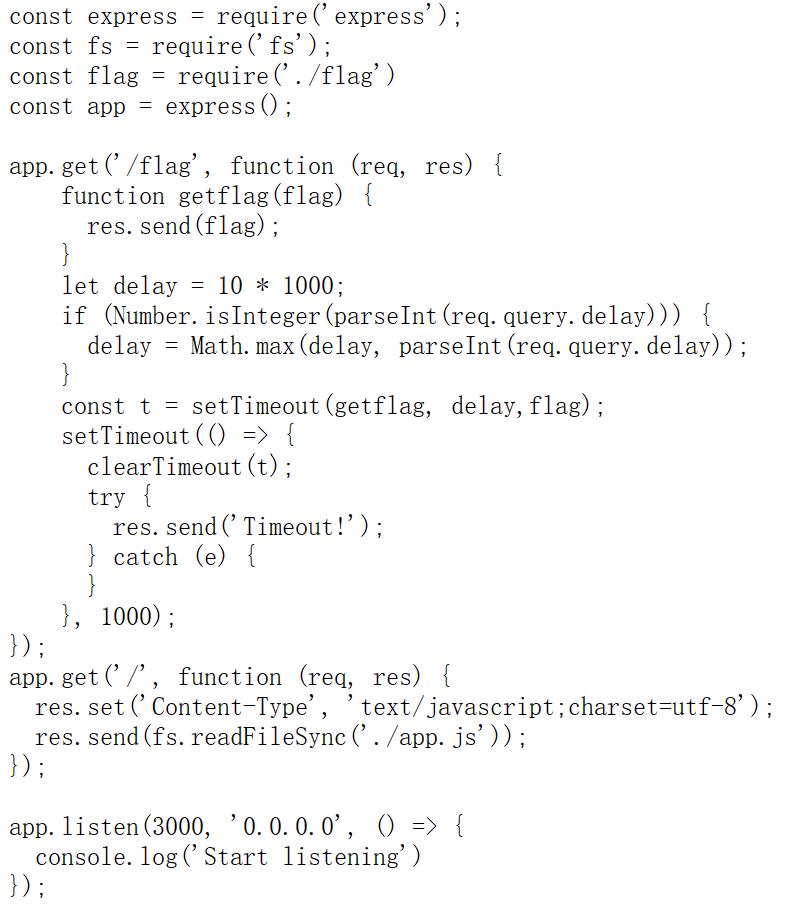 const express = require('express');
const fs = require('fs');
const flag = require('./flag')
const app = express();

app.get('/flag', function (req, res) {
    function getflag(flag) {
      res.send(flag);
    }
    let delay = 10 * 1000;
    if (Number.isInteger(parseInt(req.query.delay))) {
      delay = Math.max(delay, parseInt(req.query.delay));
    }
    const t = setTimeout(getflag, delay,flag);
    setTimeout(() => {
      clearTimeout(t);
      try {
        res.send('Timeout!');
      } catch (e) {
      }
    }, 1000);
});
app.get('/', function (req, res) {
  res.set('Content-Type', 'text/javascript;charset=utf-8');
  res.send(fs.readFileSync('./app.js'));
});

app.listen(3000, '0.0.0.0', () => {
  console.log('Start listening')
});